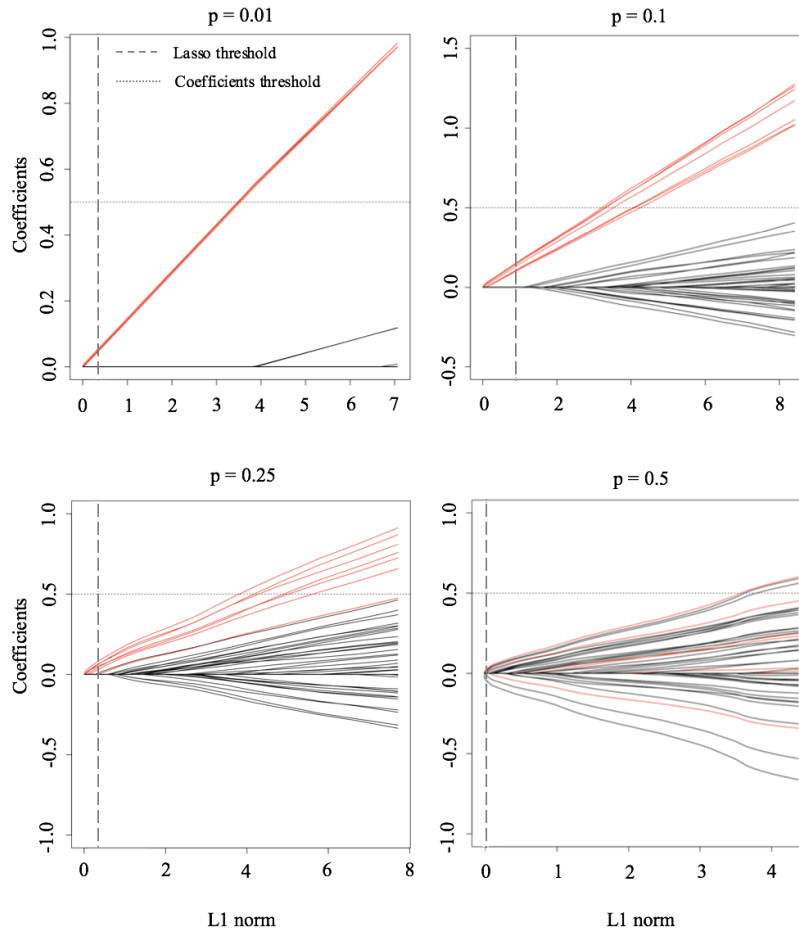 p = 0.01
p = 0.1
Lasso threshold
Coefficients threshold
Coefficients
1.0
0.8
0.6
0.4
0.2
0.0
0 1 2 3 4 5 6 7
1.5
1.0
0.5
0.0
-0.5
0 2 4 6 8
p = 0.25
p = 0.5
Coefficients
1.0
0.5
0.0
-0.5
-1.0
0 2 4 6 8
L1 norm
1.0
0.5
0.0
-0.5
-1.0
0 1 2 3 4
L1 norm